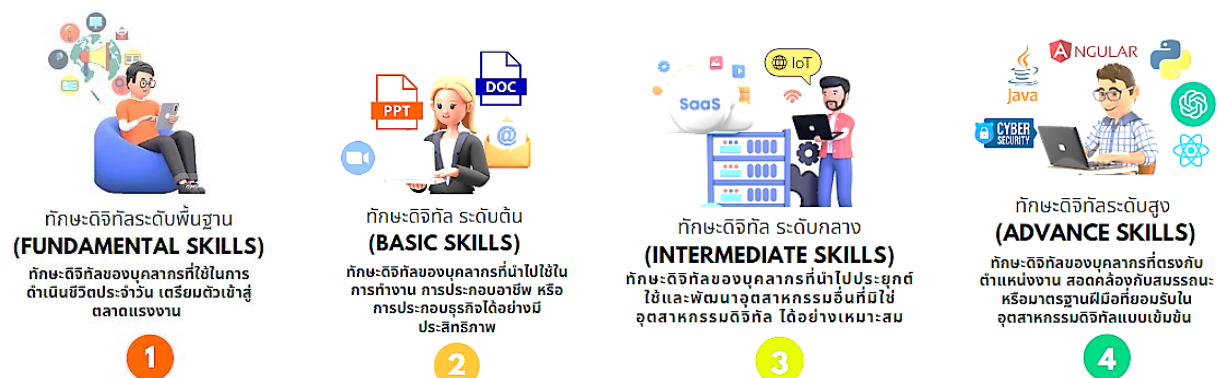 ทักษะดิจิทัลระดับพื้นฐาน
(FUNDAMENTAL SKILLS)
ทักษะดิจิทัลของบุคลากรที่ใช้ในการ
ดำเนินชีวิตประจำวัน เตรียมตัวเข้าสู่
ตลาดแรงงาน
1
PPT
DOC
@
ทักษะดิจิทัล ระดับต้น
(BASIC SKILLS)
ทักษะดิจิทัลของบุคลากรที่นำไปใช้ใน
การทำงาน การประกอบอาชีพ หรือ
การประกอบธุรกิจได้อย่างมี
ประสิทธิภาพ
2
IoT
SaaS
ทักษะดิจิทัล ระดับกลาง
(INTERMEDIATE SKILLS)
ทักษะดิจิทัลของบุคลากรที่นำไปประยุกต์
ใช้และพัฒนาอุตสาหกรรมอื่นที่มิใช่
อุตสาหกรรมดิจิทัล ได้อย่างเหมาะสม
3
Java
ANGULAR
CYBER
SECURITY
ทักษะดิจิทัลระดับสูง
(ADVANCE SKILLS)
ทักษะดิจิทัลของบุคลากรที่ตรงกับ
ตำแหน่งงาน สอดคล้องกับสมรรถนะ
หรือมาตรฐานฝีมือที่ยอมรับใน
อุตสาหกรรมดิจิทัลแบบเข้มข้น
4